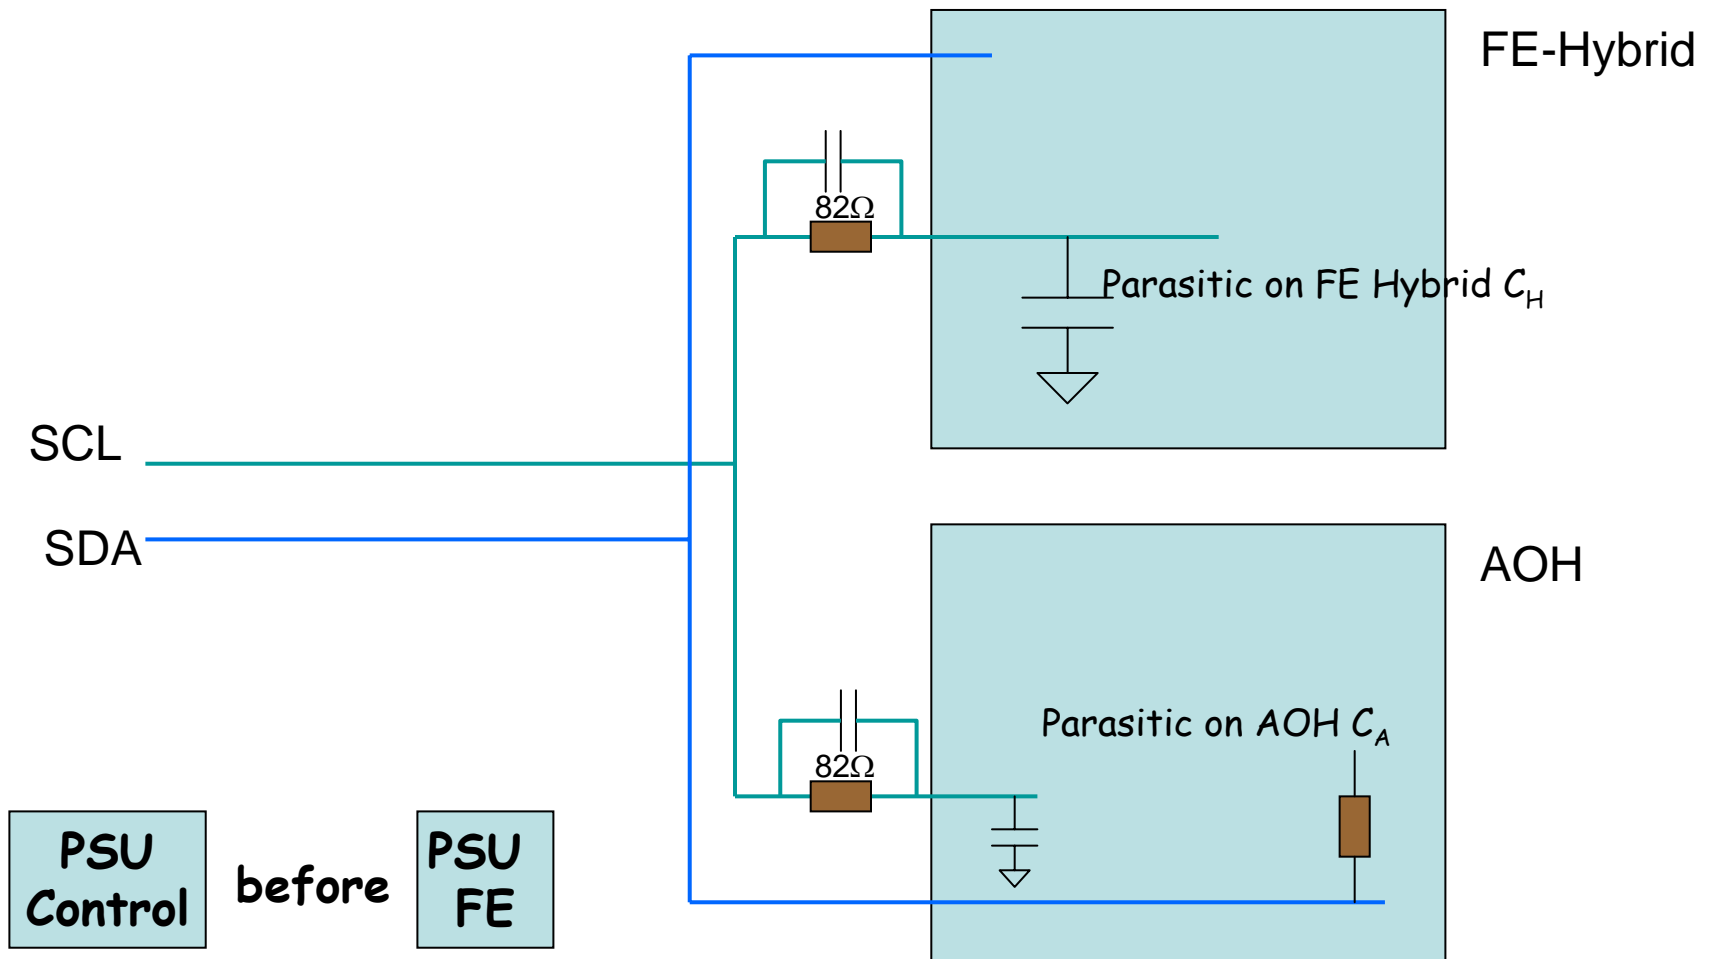 FE-Hybrid
82Ω
Parasitic on FE Hybrid C_H
SCL
SDA
AOH
Parasitic on AOH C_A
82Ω
PSU
Control
before
PSU
FE